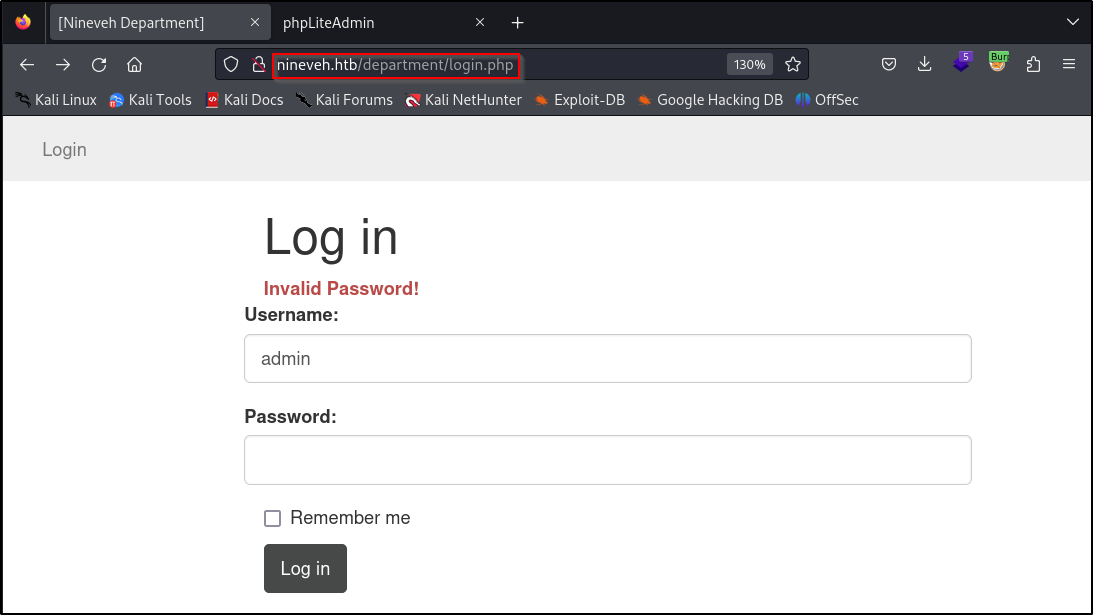 [Nineveh Department]
phpLiteAdmin
nineveh.htb/department/login.php
130%
5
Bur
Kali Linux
Kali Tools
Kali Docs
Kali Forums
Kali NetHunter
Exploit-DB
Google Hacking DB
OffSec
Login
Log in
Invalid Password!
Username:
admin
Password:
Remember me
Log in